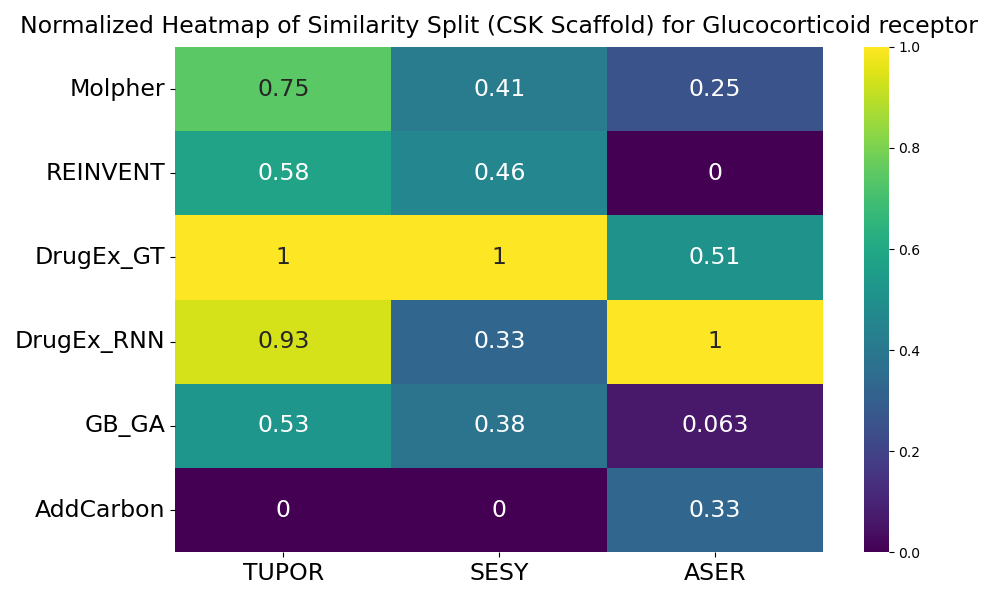 Normalized Heatmap of Similarity Split (CSK Scaffold) for Glucocorticoid receptor
Molpher 0.75 0.41 0.25
REINVENT 0.58 0.46 0
DrugEx_GT 1 1 0.51
DrugEx_RNN 0.93 0.33 1
GB_GA 0.53 0.38 0.063
AddCarbon 0 0 0.33
TUPOR SESY ASER
1.0
0.8
0.6
0.4
0.2
0.0